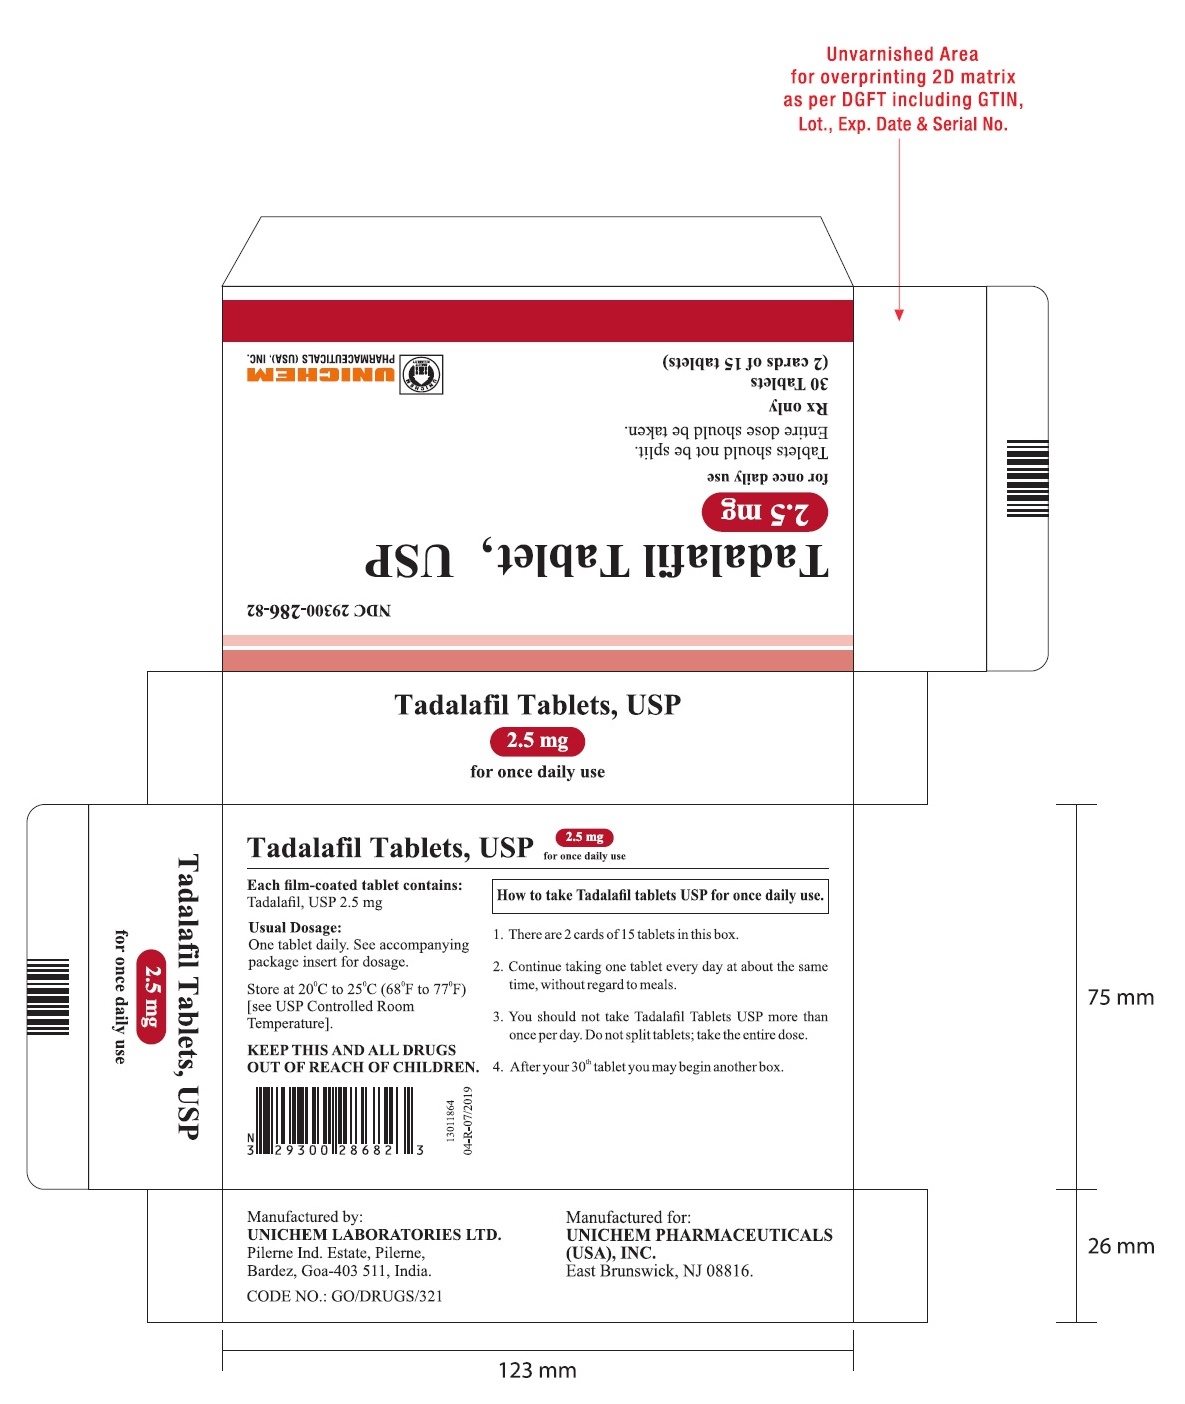 Unvarnished Area
for overprinting 2D matrix
as per DGFT including GTIN,
Lot., Exp. Date & Serial No.
NDC 29300-286-82
Tadalafil Tablet, USP
2.5 mg
for once daily use
Tablets should not be split.
Entire dose should be taken.
Rx only
30 Tablets
(2 cards of 15 tablets)
UNICHEM
PHARMACEUTICALS (USA), INC.
Tadalafil Tablets, USP
2.5 mg
for once daily use
Tadalafil Tablets, USP
2.5 mg
for once daily use
Tadalafil Tablets, USP
2.5 mg
for once daily use
Each film-coated tablet contains:
Tadalafil, USP 2.5 mg
Usual Dosage:
One tablet daily. See accompanying
package insert for dosage.
Store at 20⁰C to 25⁰C (68⁰F to 77⁰F)
[see USP Controlled Room
Temperature].
KEEP THIS AND ALL DRUGS
OUT OF REACH OF CHILDREN.
N
3 29300 28682 3
13011864
04-R-07/2019
How to take Tadalafil tablets USP for once daily use.
1. There are 2 cards of 15 tablets in this box.
2. Continue taking one tablet every day at about the same
time, without regard to meals.
3. You should not take Tadalafil Tablets USP more than
once per day. Do not split tablets; take the entire dose.
4. After your 30th tablet you may begin another box.
Manufactured by:
UNICHEM LABORATORIES LTD.
Pilerne Ind. Estate, Pilerne,
Bardez, Goa-403 511, India.
CODE NO.: GO/DRUGS/321
Manufactured for:
UNICHEM PHARMACEUTICALS
(USA), INC.
East Brunswick, NJ 08816.
75 mm
26 mm
123 mm